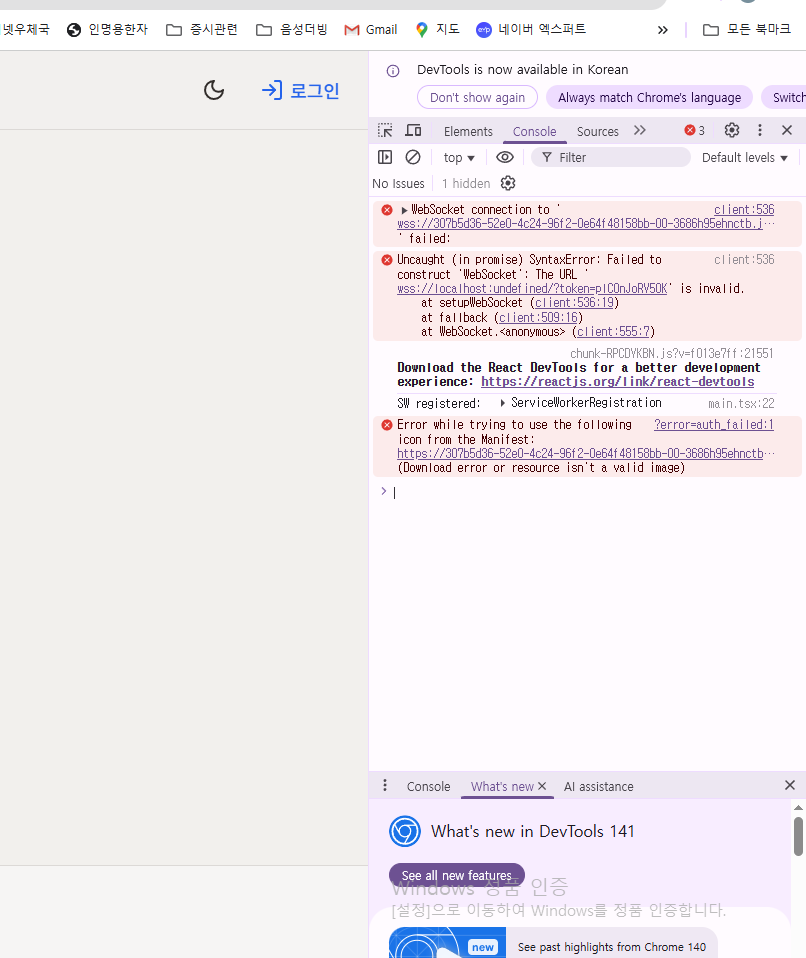 넷우체국 인명용한자 증시관련 음성더빙 Gmail 지도 네이버 엑스퍼트 » 모든 북마크
로그인
DevTools is now available in Korean
Don't show again Always match Chrome's language Switch
Elements Console Sources 3
top Filter Default levels
No Issues 1 hidden
WebSocket connection to ' client:536
wss://307b5d36-52e0-4c24-96f2-0e64f48158bb-00-3686h95ehnctb.j…
' failed:
Uncaught (in promise) SyntaxError: Failed to client:536
construct 'WebSocket': The URL '
wss://localhost:undefined/?token=plC0nJoRV50K' is invalid.
at setupWebSocket (client:536:19)
at fallback (client:509:16)
at WebSocket.<anonymous> (client:555:7)
chunk-RPCDYKBN.js?v=f013e7ff:21551
Download the React DevTools for a better development
experience: https://reactjs.org/link/react-devtools
SW registered: ServiceWorkerRegistration main.tsx:22
Error while trying to use the following ?error=auth_failed:1
icon from the Manifest:
https://307b5d36-52e0-4c24-96f2-0e64f48158bb-00-3686h95ehnctb…
(Download error or resource isn't a valid image)
Console What's new AI assistance
What's new in DevTools 141
See all new features
Windows 정품 인증
[설정]으로 이동하여 Windows를 정품 인증합니다.
new See past highlights from Chrome 140